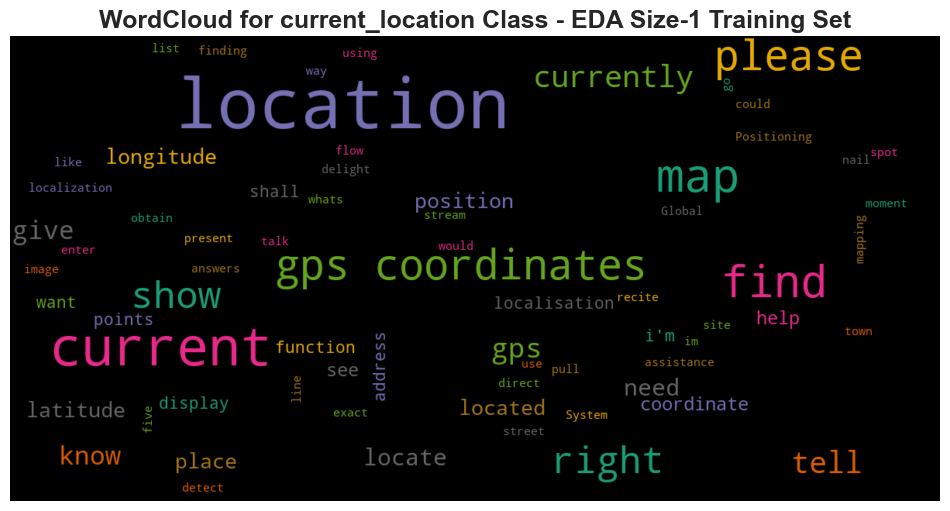 WordCloud for current_location Class - EDA Size-1 Training Set
list finding using
way
location
currently
please
go
could
Positioning
like
longitude
flow
delight
map
nail spot
localization
shall
whats
position
stream
Global
moment
obtain
give
enter
present
talk
would
mapping
image
answers
gps coordinates
find
want
show
localisation
recite
points
help
current
function
address
gps
i'm
im
site
town
see
use
pull
assistance
line
direct
need
latitude
five
display
exact
located
System
coordinate
street
know
place
locate
right
tell
detect